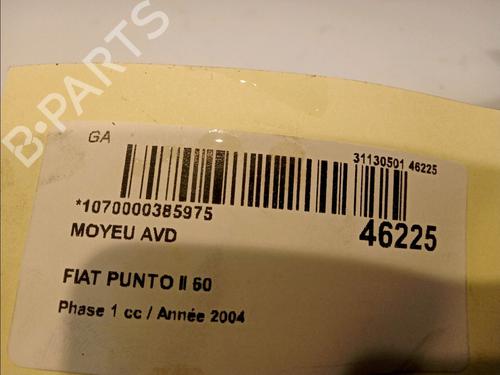 B-PARTS
GA
31130501 46225
*1070000385975
46225
MOYEU AVD
FIAT PUNTO II 60
Phase 1 cc / Année 2004